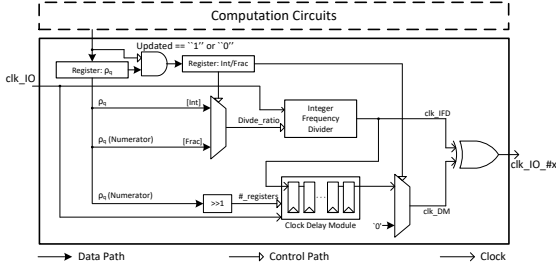 Computation Circuits
Updated == ``1'' or ``0''
Register: ρq
Register: Int/Frac
clk_IO
ρq
[Int]
Divde_ratio
Integer
Frequency
Divider
clk_IFD
ρq (Numerator)
[Frac]
clk_IO_#x
ρq (Numerator)
>>1
#_registers
...
clk_DM
`0'
Clock Delay Module
Data Path
Control Path
Clock